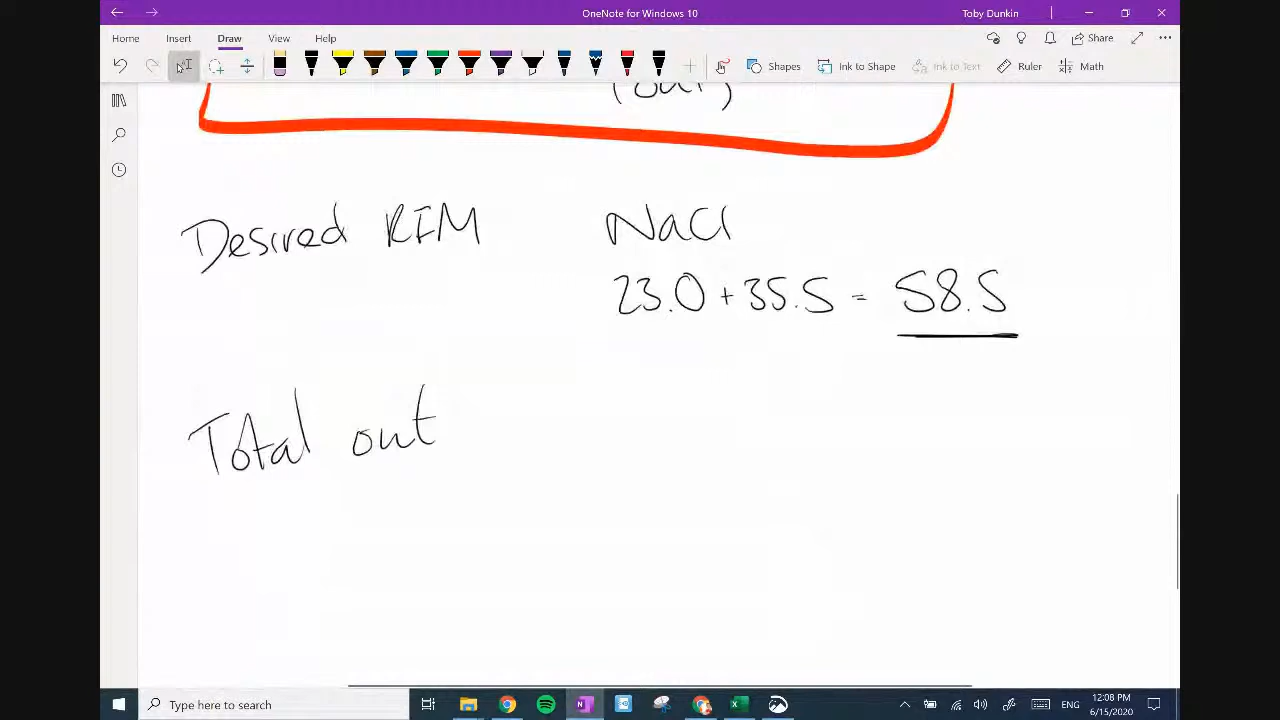 OneNote for Windows 10
Toby Dunkin
Home
Insert
Draw
View
Help
Share
Shapes
Ink to Shape
Ink to Text
Ruler
Math
(out)
Desired RFM
NaCl
23.0 + 35.5 = 58.5
Total out
Type here to search
ENG
12:08 PM
6/15/2020